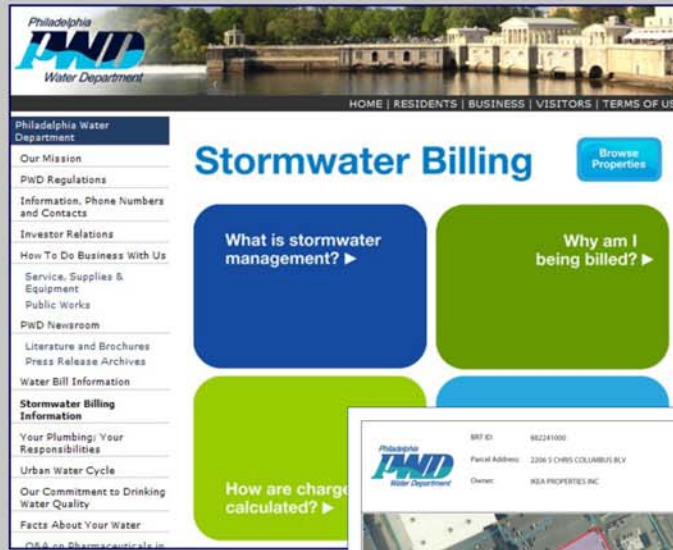 Philadelphia
PWD
Water Department
HOME | RESIDENTS | BUSINESS | VISITORS | TERMS OF US
Philadelphia Water
Department
Our Mission
PWD Regulations
Information, Phone Numbers
and Contacts
Investor Relations
How To Do Business With Us
Service, Supplies &
Equipment
Public Works
PWD Newsroom
Literature and Brochures
Press Release Archives
Water Bill Information
Stormwater Billing
Information
Your Plumbing; Your
Responsibilities
Urban Water Cycle
Our Commitment to Drinking
Water Quality
Facts About Your Water
Q&A on Pharmaceuticals in
Stormwater Billing
Browse
Properties
What is stormwater
management? ▶
Why am I
being billed? ▶
How are charge
calculated? ▶
Philadelphia
PWD
Water Department
BRT ID: 882241000
Parcel Address: 2206 S CHRIS COLUMBUS BLV
Owner: IKEA PROPERTIES INC